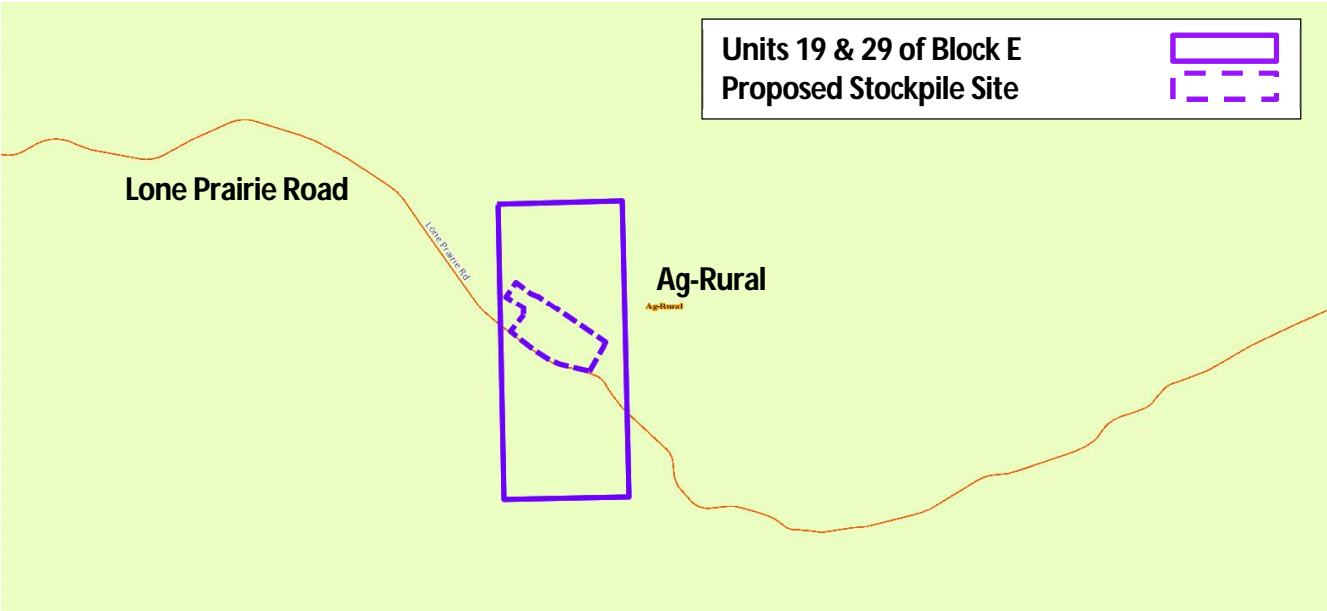 Units 19 & 29 of Block E
Proposed Stockpile Site
Lone Prairie Road
Lone Prairie Rd
Ag-Rural
Ag-Rural